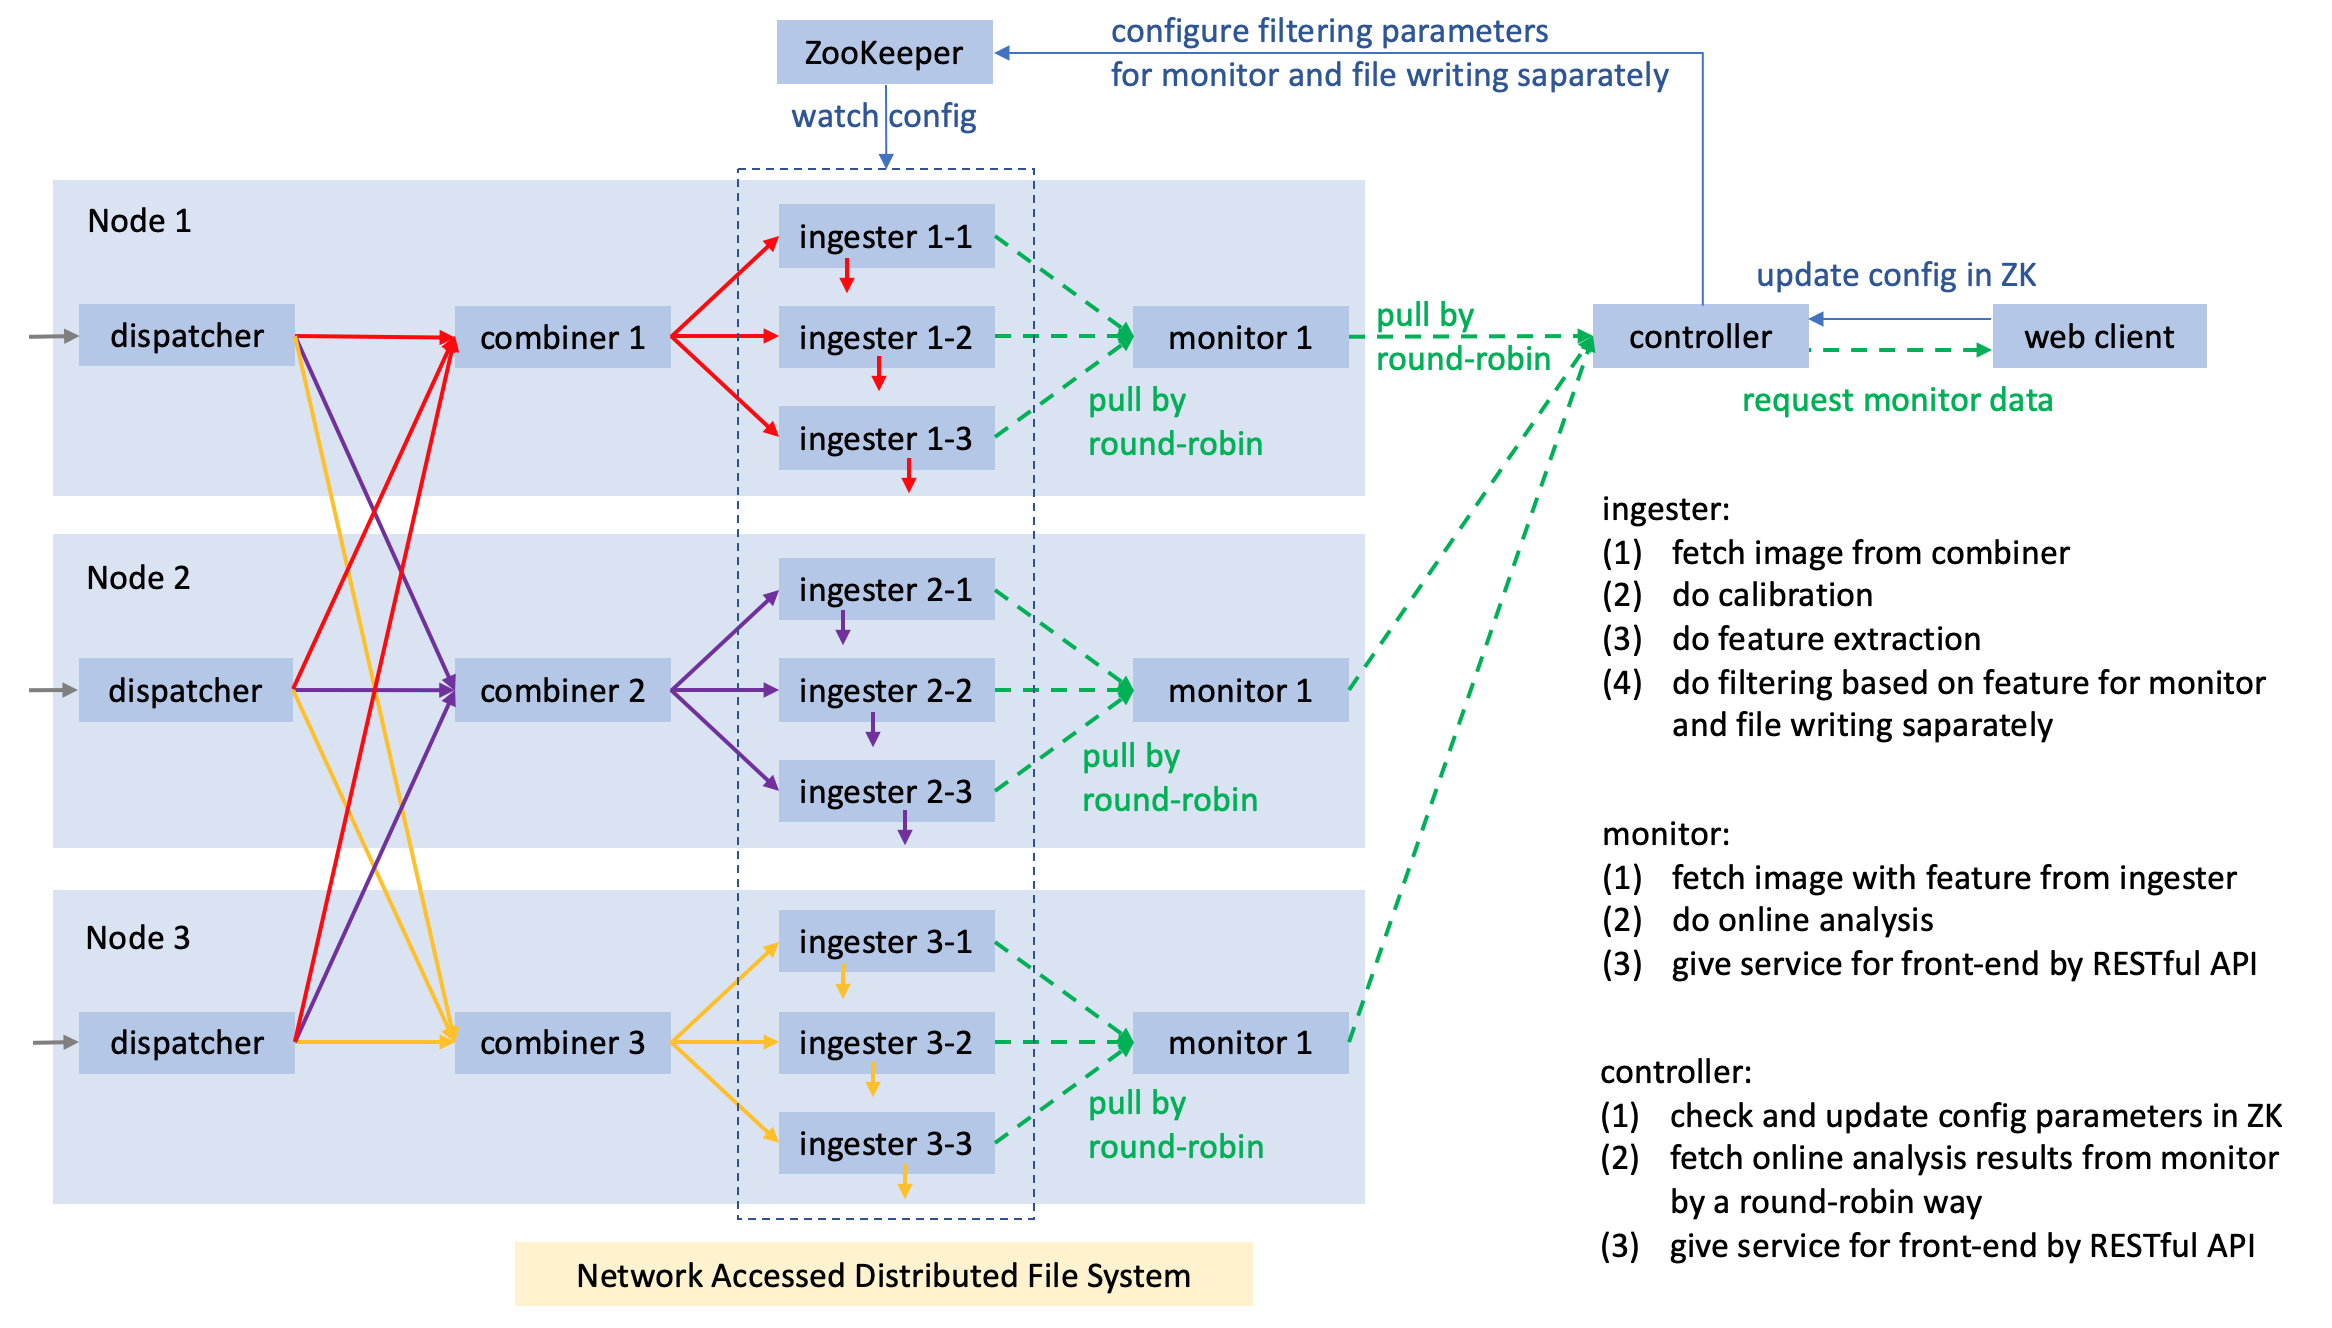 ZooKeeper
configure filtering parameters
for monitor and file writing saparately
watch config
Node 1
dispatcher
combiner 1
ingester 1-1
ingester 1-2
ingester 1-3
monitor 1
pull by
round-robin
pull by
round-robin
controller
update config in ZK
web client
request monitor data
Node 2
dispatcher
combiner 2
ingester 2-1
ingester 2-2
ingester 2-3
monitor 1
pull by
round-robin
Node 3
dispatcher
combiner 3
ingester 3-1
ingester 3-2
ingester 3-3
monitor 1
pull by
round-robin
Network Accessed Distributed File System
ingester:
(1) fetch image from combiner
(2) do calibration
(3) do feature extraction
(4) do filtering based on feature for monitor
and file writing saparately
monitor:
(1) fetch image with feature from ingester
(2) do online analysis
(3) give service for front-end by RESTful API
controller:
(1) check and update config parameters in ZK
(2) fetch online analysis results from monitor
by a round-robin way
(3) give service for front-end by RESTful API